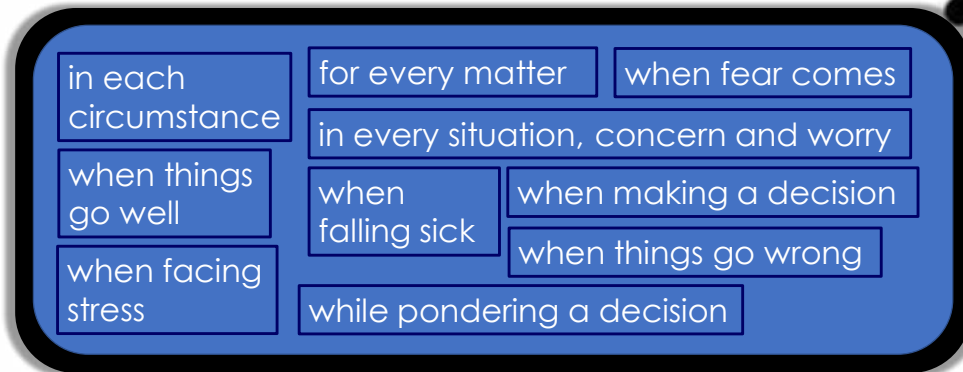 in each
circumstance
for every matter
when fear comes
in every situation, concern and worry
when things
go well
when
falling sick
when making a decision
when things go wrong
when facing
stress
while pondering a decision